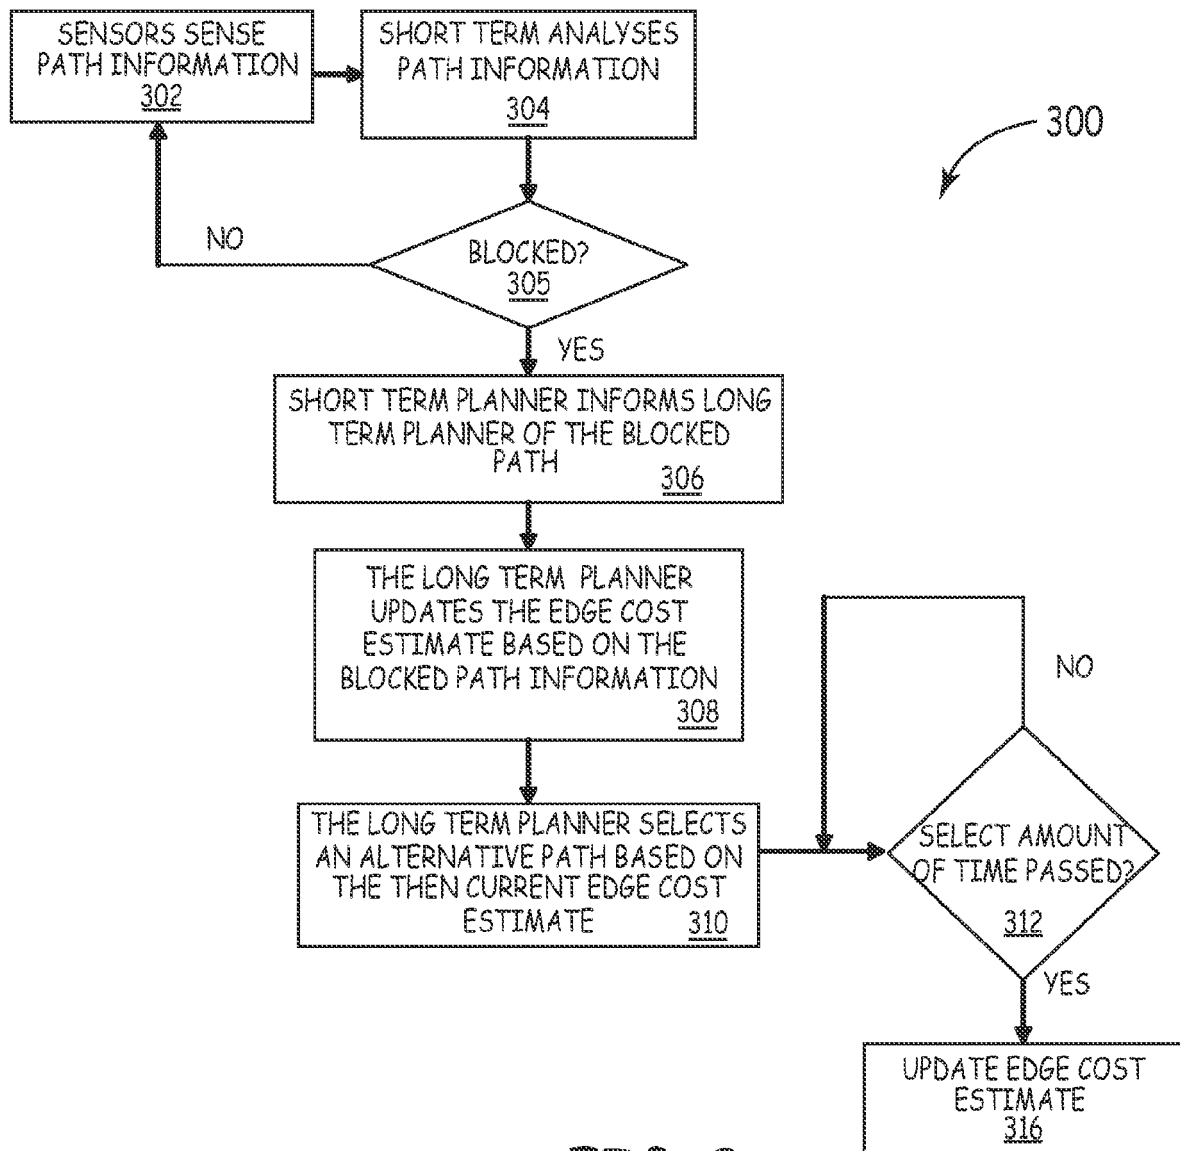 SENSORS SENSE
PATH INFORMATION
302
SHORT TERM ANALYSES
PATH INFORMATION
304
300
NO
BLOCKED?
305
YES
SHORT TERM PLANNER INFORMS LONG
TERM PLANNER OF THE BLOCKED
PATH
306
THE LONG TERM PLANNER
UPDATES THE EDGE COST
ESTIMATE BASED ON THE
BLOCKED PATH INFORMATION
308
NO
THE LONG TERM PLANNER SELECTS
AN ALTERNATIVE PATH BASED ON
THE THEN CURRENT EDGE COST
ESTIMATE 310
SELECT AMOUNT
OF TIME PASSED?
312
YES
UPDATE EDGE COST
ESTIMATE
316